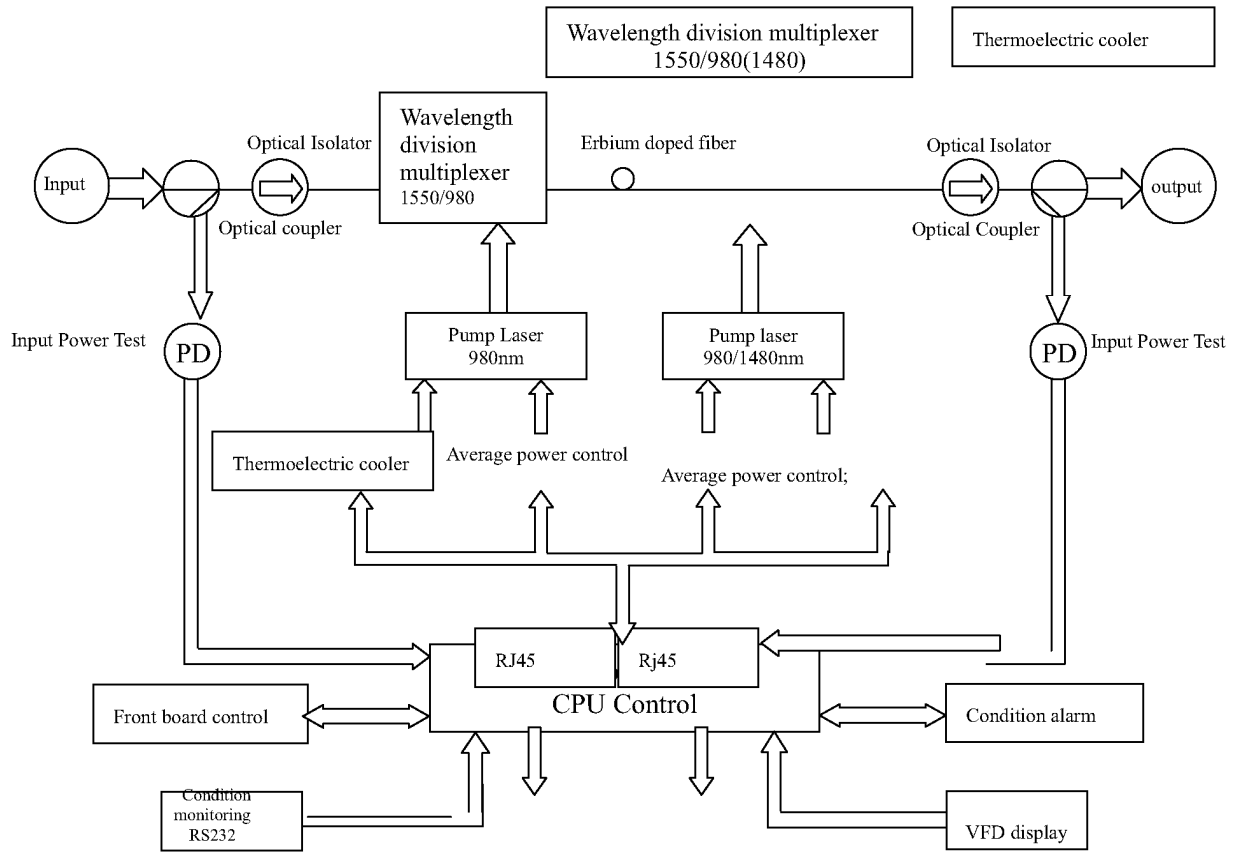 Wavelength division multiplexer
1550/980(1480)
Thermoelectric cooler
Wavelength
division
multiplexer
1550/980
Optical Isolator
Erbium doped fiber
Optical Isolator
Input
output
Optical coupler
Optical Coupler
Input Power Test
PD
Pump Laser
980nm
Pump laser
980/1480nm
PD
Input Power Test
Thermoelectric cooler
Average power control
Average power control;
RJ45
Rj45
CPU Control
Front board control
Condition alarm
Condition
monitoring
RS232
VFD display